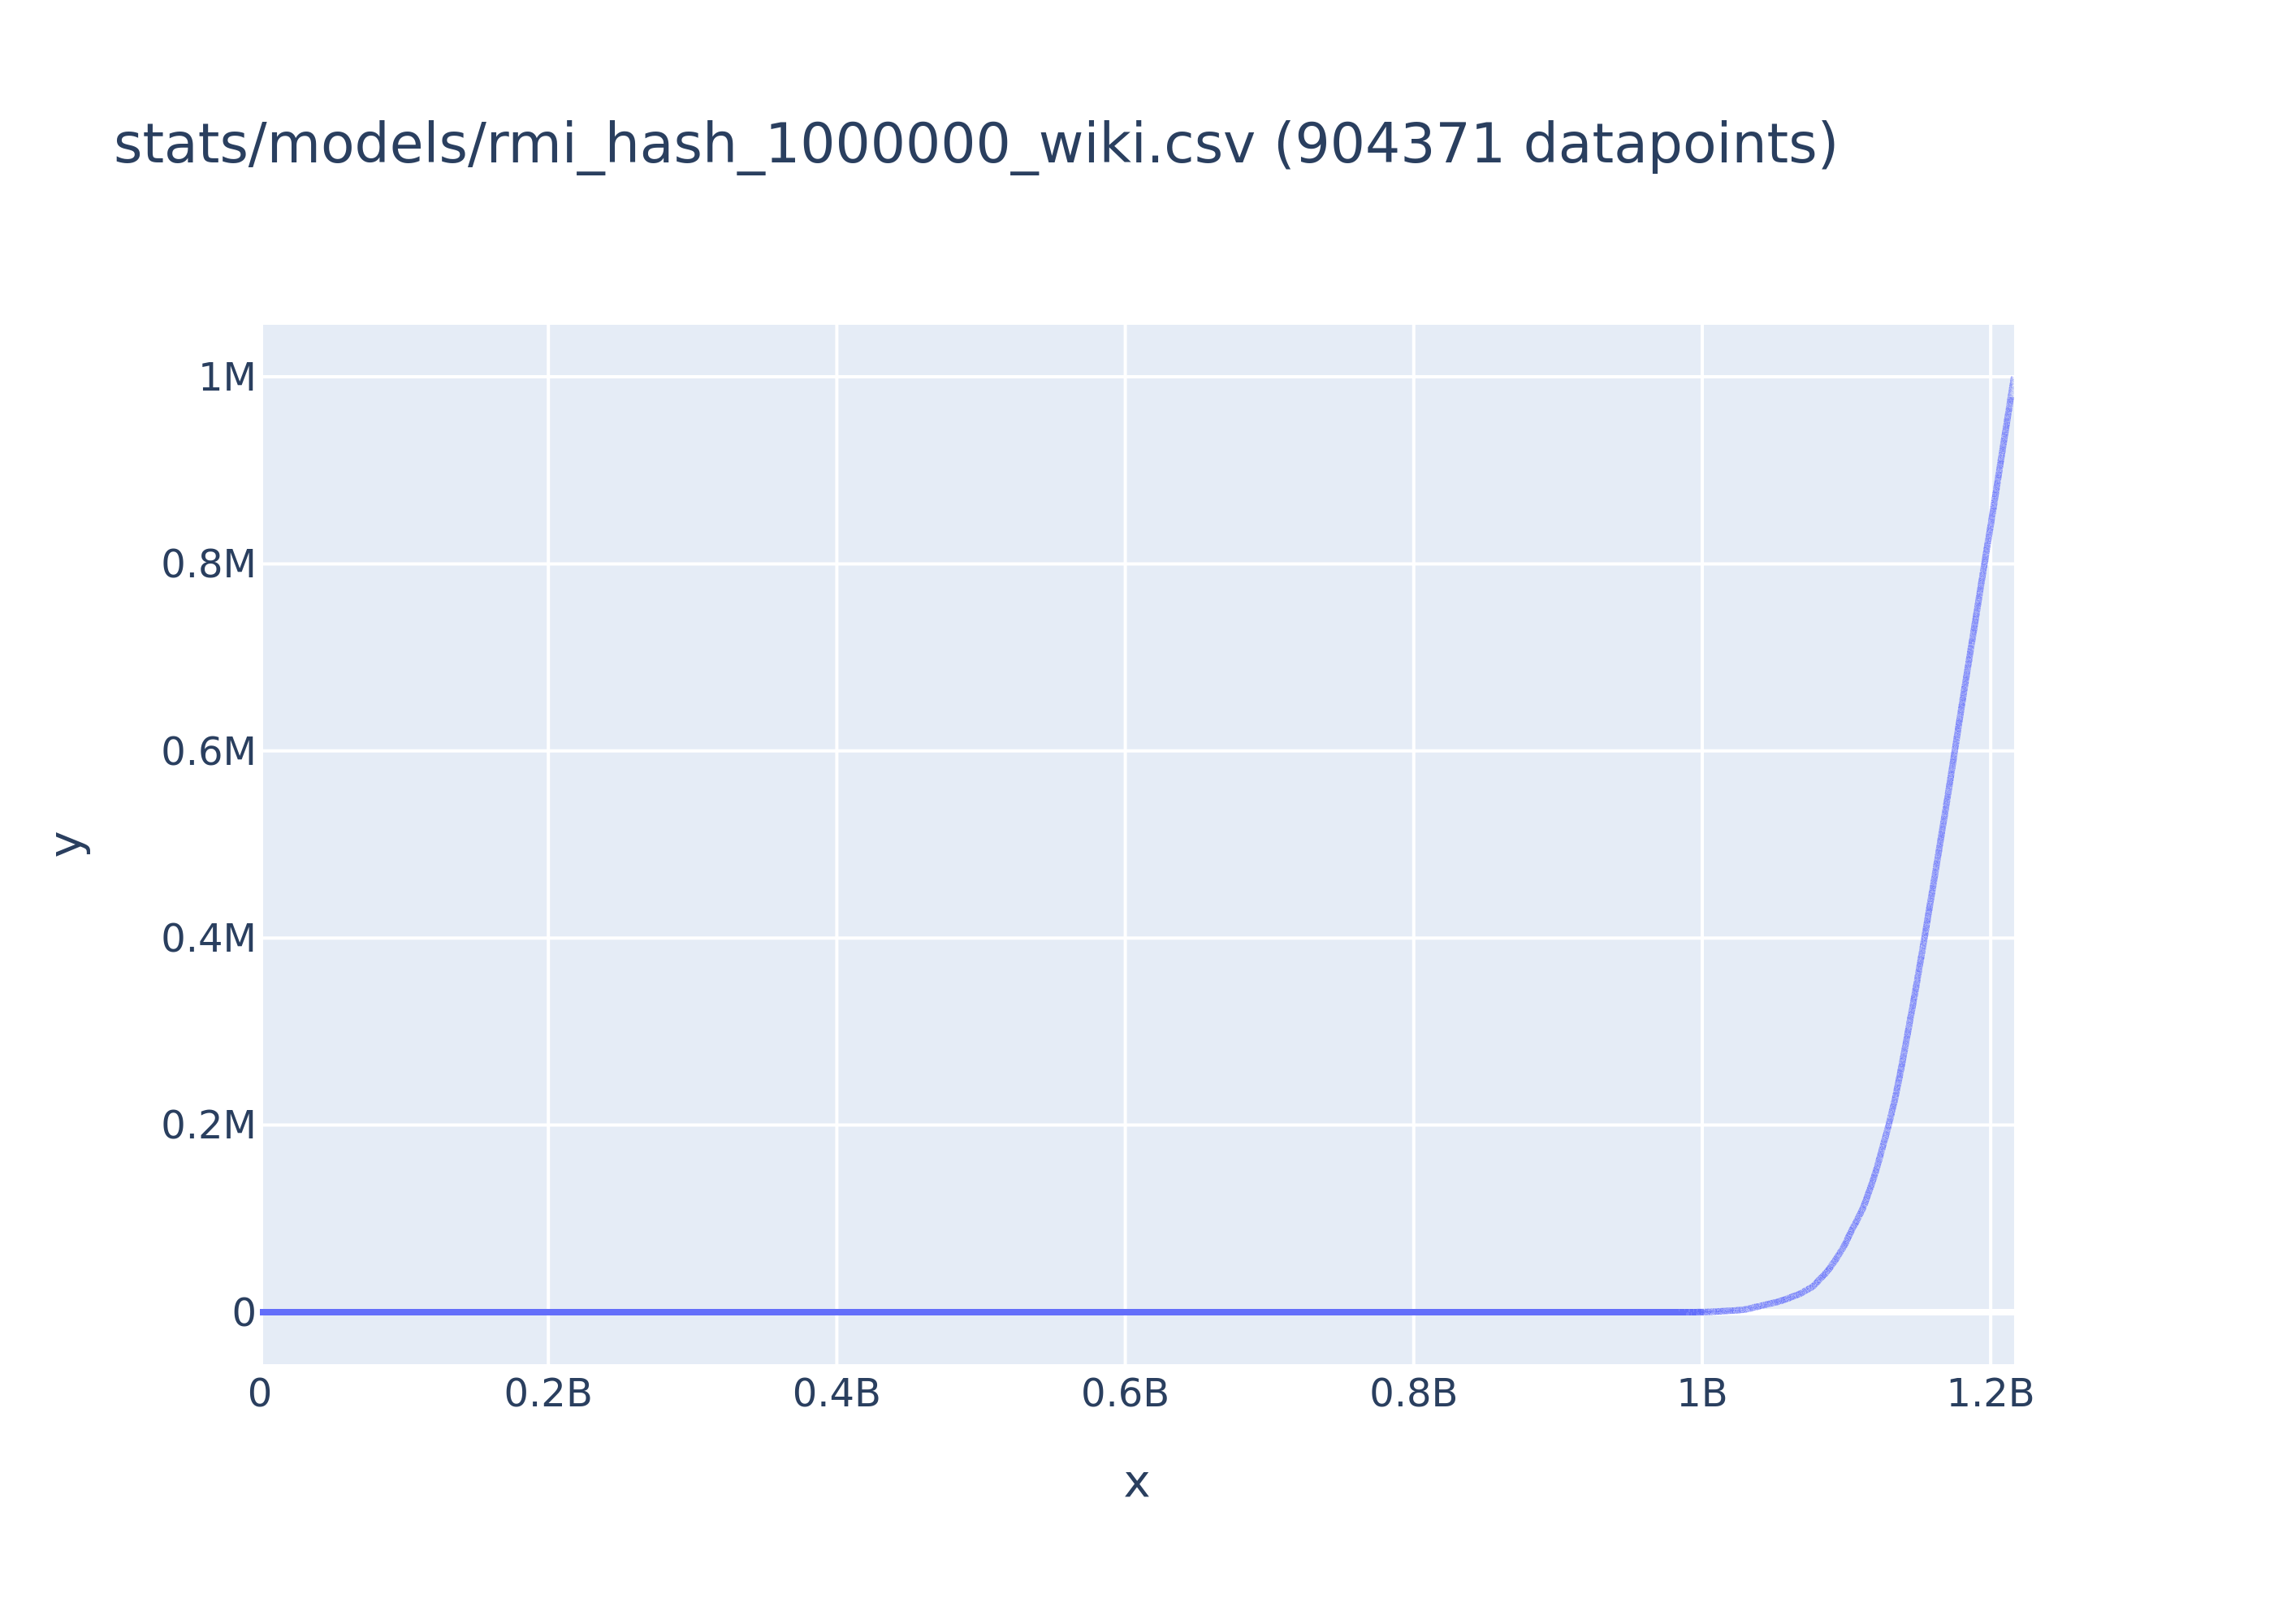 stats/models/rmi_hash_1000000_wiki.csv (904371 datapoints)
1M
0.8M
0.6M
y
0.4M
0.2M
0
0 0.2B 0.4B 0.6B 0.8B 1B 1.2B
x